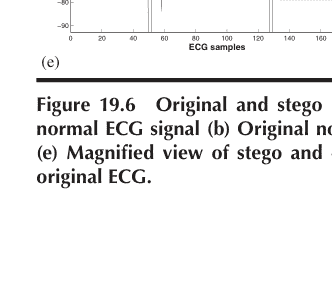 −80
−90
0 20 40 60 80 100 120 140 160
ECG samples
(e)
Figure 19.6 Original and stego
normal ECG signal (b) Original no
(e) Magnified view of stego and
original ECG.